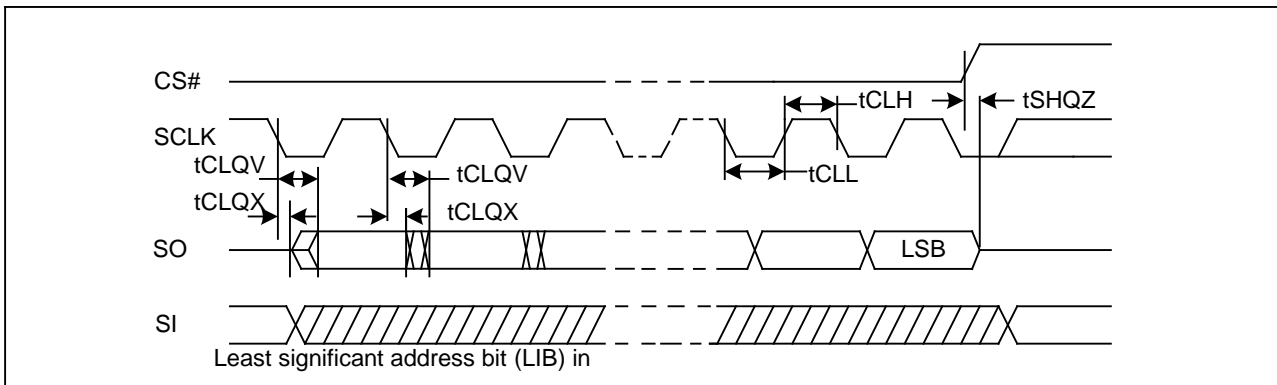 CS#
tCLH
tSHQZ
SCLK
tCLQV
tCLQV
tCLL
tCLQX
tCLQX
SO
LSB
SI
Least significant address bit (LIB) in